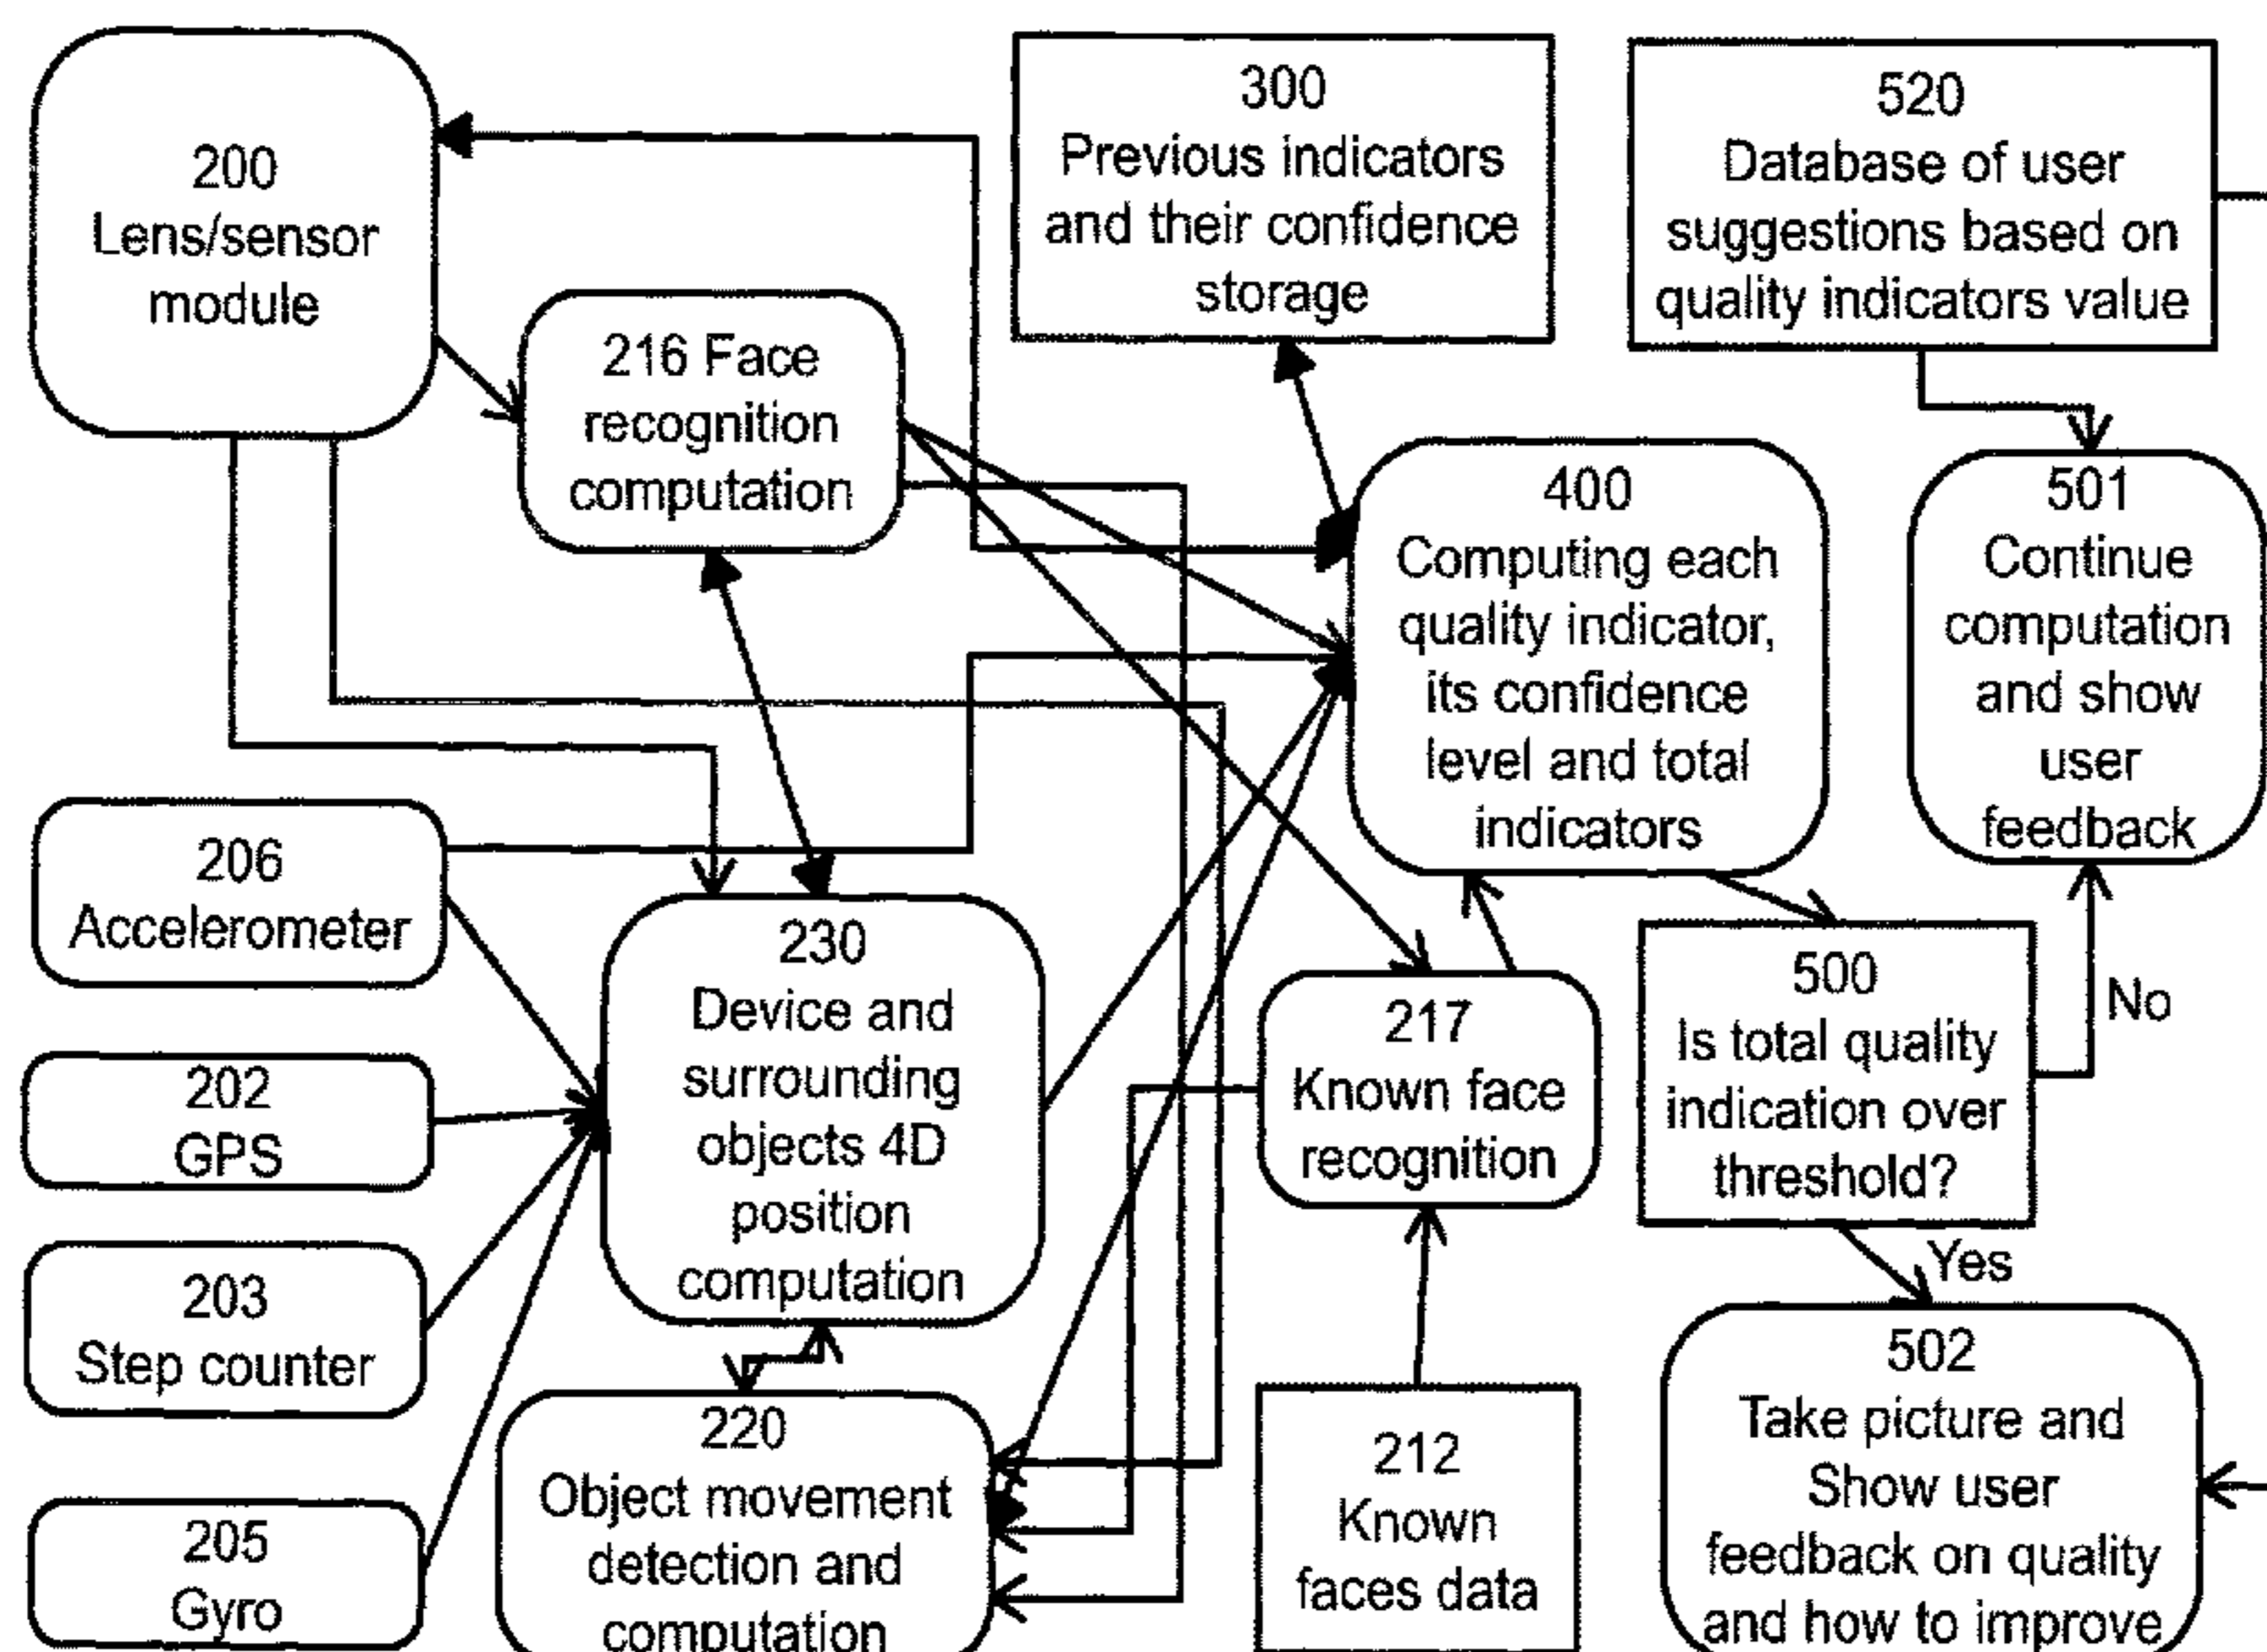 200
Lens/sensor
module
216 Face
recognition
computation
300
Previous indicators
and their confidence
storage
520
Database of user
suggestions based on
quality indicators value
400
Computing each
quality indicator,
its confidence
level and total
indicators
501
Continue
computation
and show
user
feedback
206
Accelerometer
202
GPS
203
Step counter
205
Gyro
230
Device and
surrounding
objects 4D
position
computation
220
Object movement
detection and
computation
217
Known face
recognition
212
Known
faces data
500
Is total quality
indication over
threshold?
No
Yes
502
Take picture and
Show user
feedback on quality
and how to improve